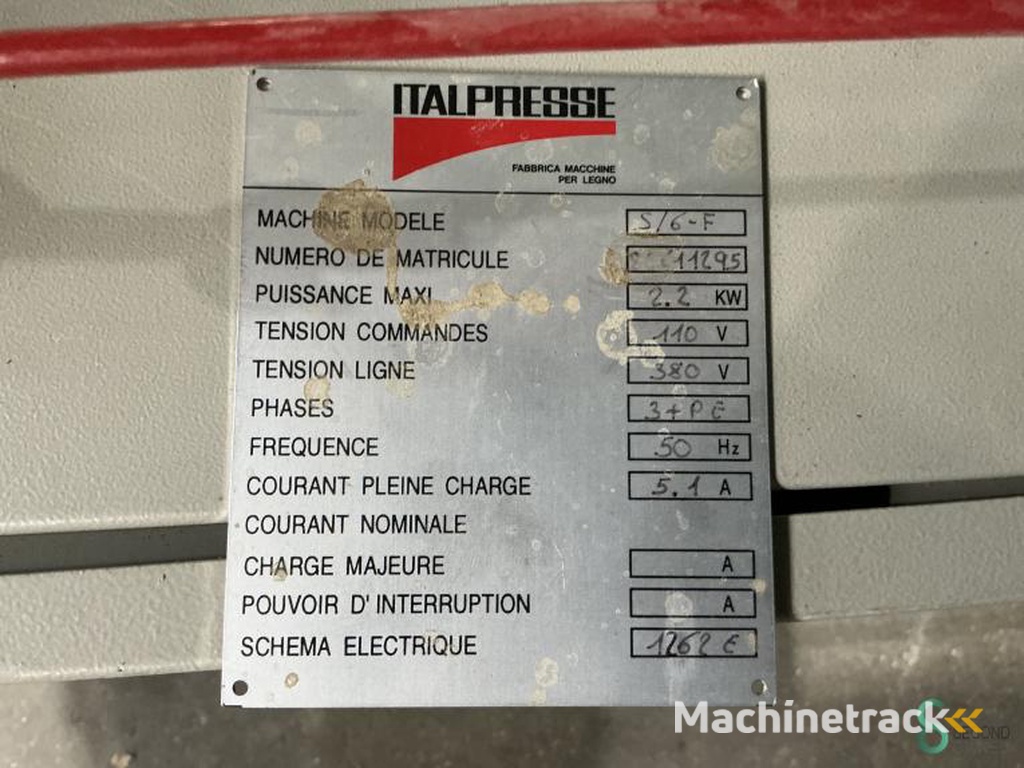 ITALPRESSE
FABBRICA MACCHINE
PER LEGNO
MACHINE MODELE S/6-F
NUMERO DE MATRICULE
PUISSANCE MAXI 2.2 KW
TENSION COMMANDES 110 V
TENSION LIGNE 380 V
PHASES 3+PE
FREQUENCE 50 Hz
COURANT PLEINE CHARGE 5.1 A
COURANT NOMINALE
CHARGE MAJEURE A
POUVOIR D'INTERRUPTION A
SCHEMA ELECTRIQUE 1262 E
Machinetrack
SECOND